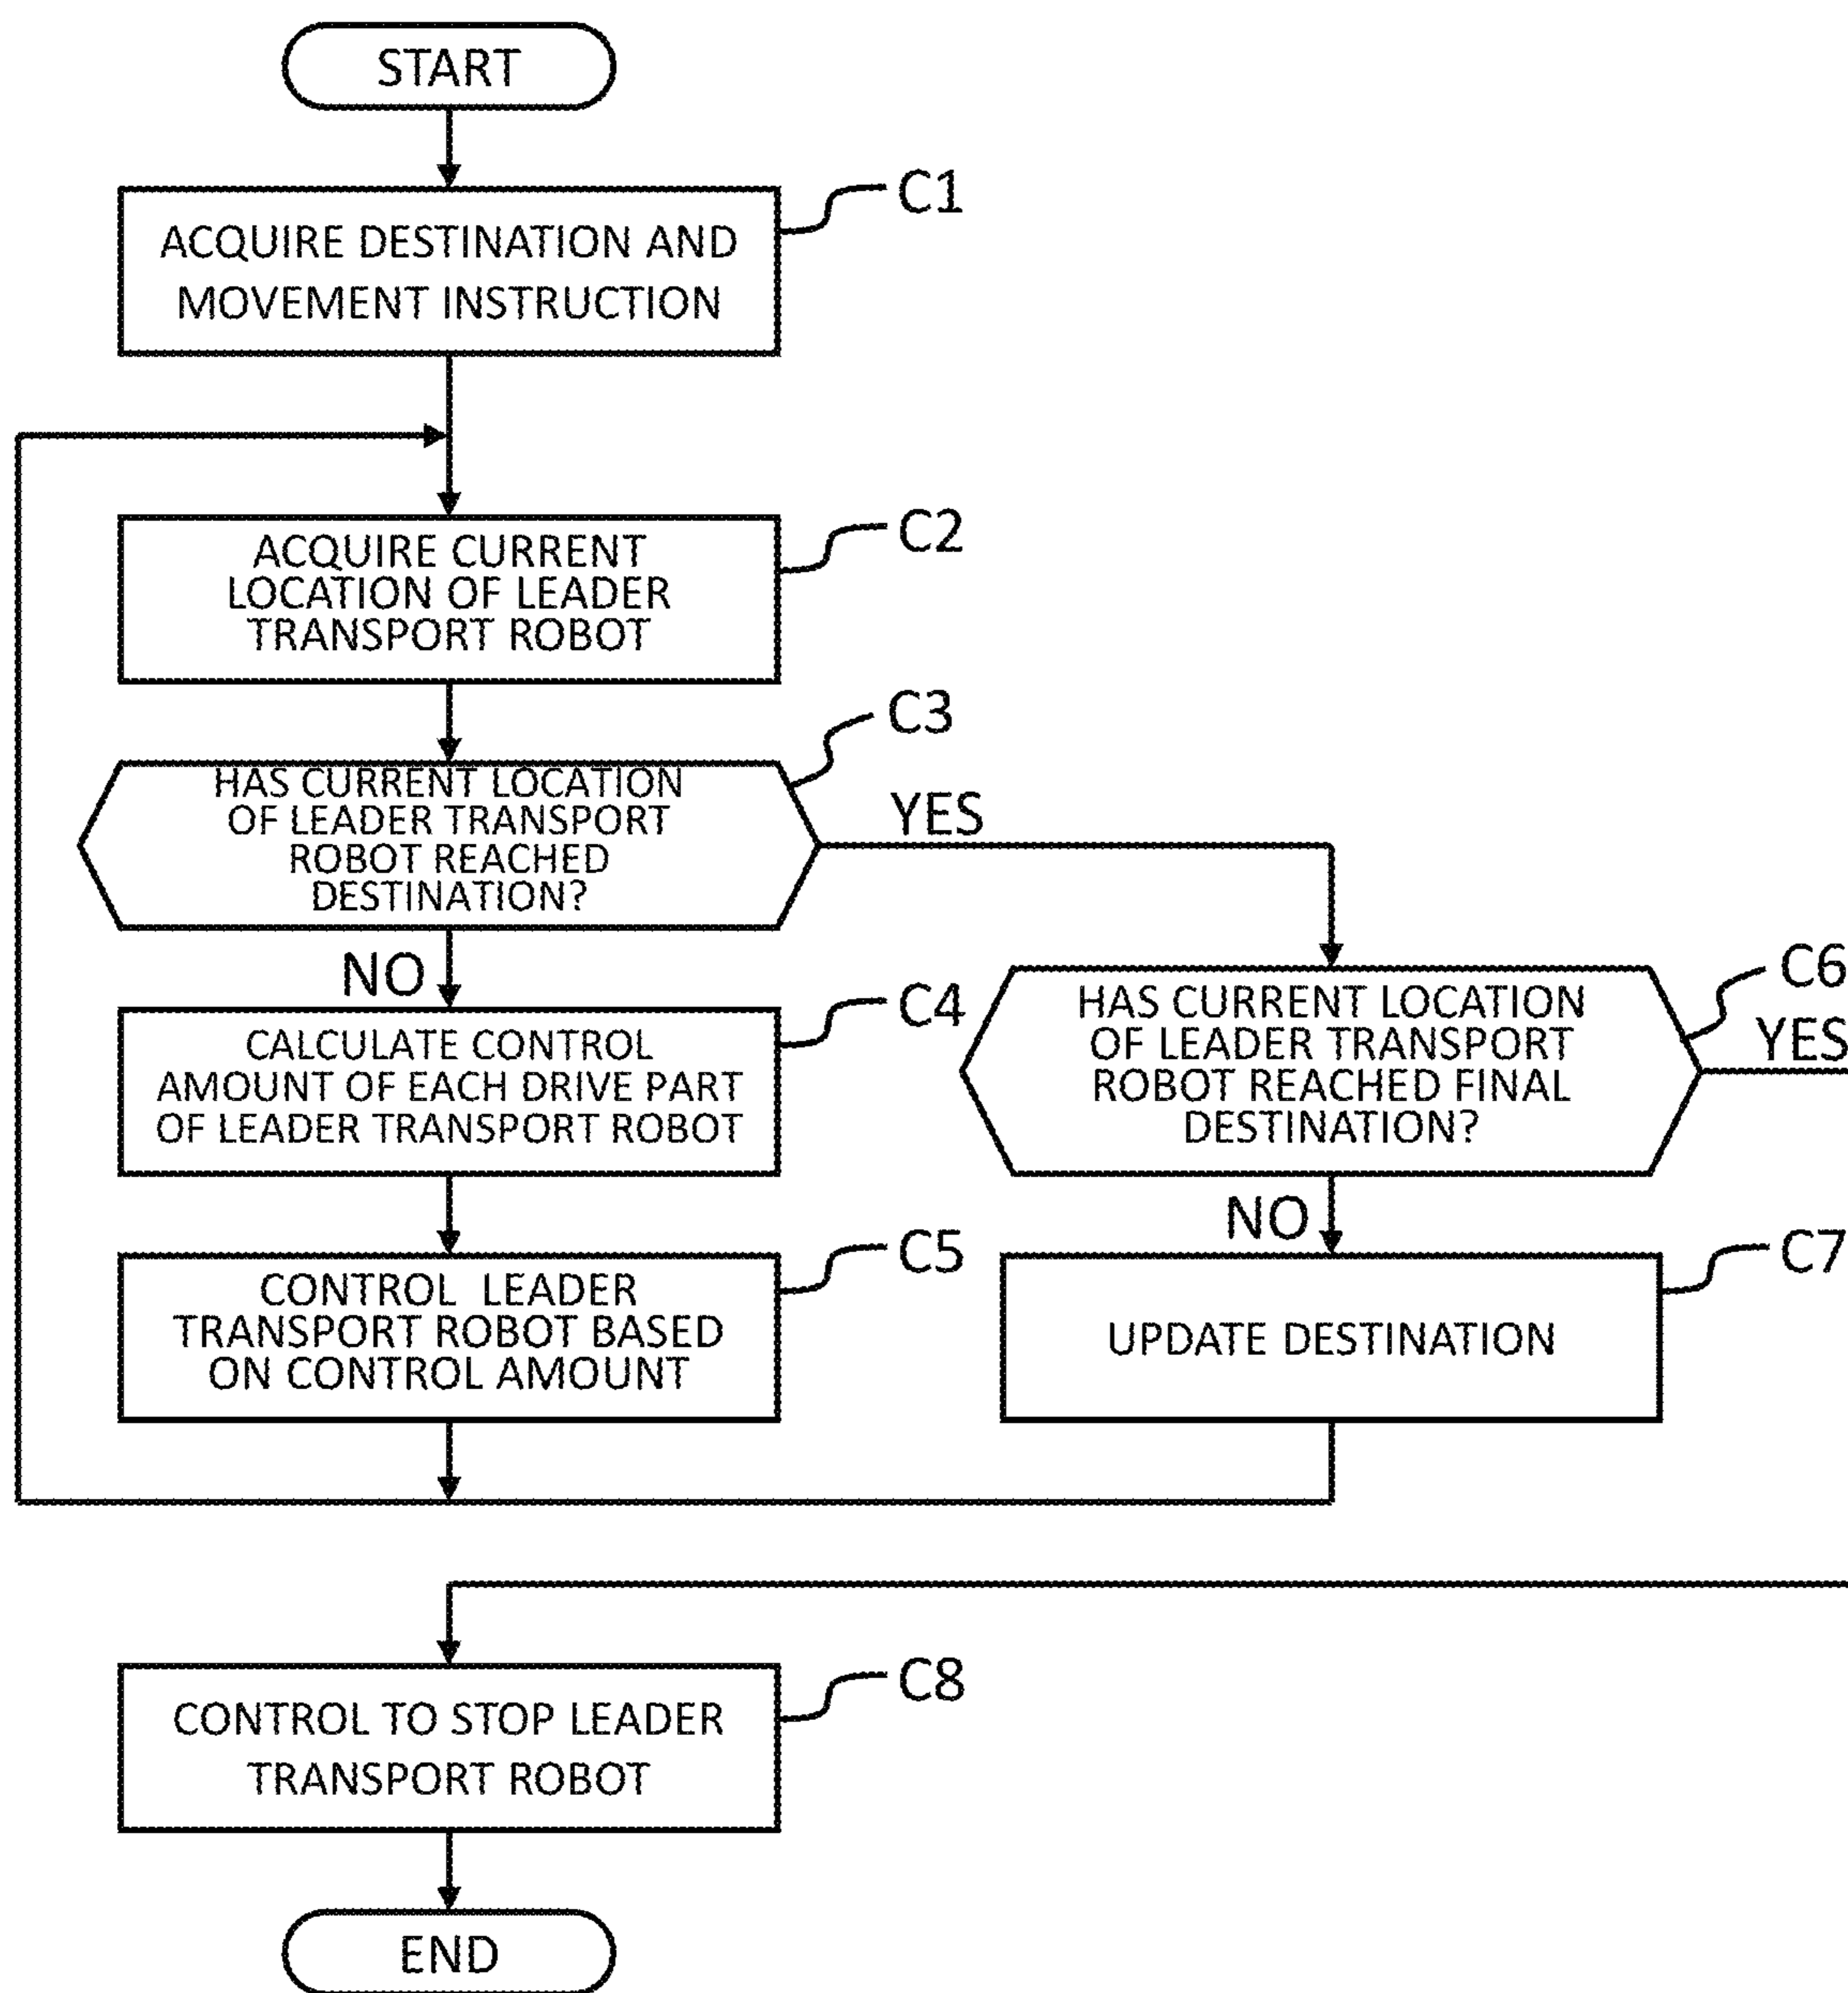 START
C1
ACQUIRE DESTINATION AND
MOVEMENT INSTRUCTION
C2
ACQUIRE CURRENT
LOCATION OF LEADER
TRANSPORT ROBOT
C3
HAS CURRENT LOCATION
OF LEADER TRANSPORT
ROBOT REACHED
DESTINATION?
YES
NO
C4
CALCULATE CONTROL
AMOUNT OF EACH DRIVE PART
OF LEADER TRANSPORT ROBOT
C5
CONTROL LEADER
TRANSPORT ROBOT BASED
ON CONTROL AMOUNT
C6
HAS CURRENT LOCATION
OF LEADER TRANSPORT
ROBOT REACHED FINAL
DESTINATION?
YES
NO
C7
UPDATE DESTINATION
C8
CONTROL TO STOP LEADER
TRANSPORT ROBOT
END